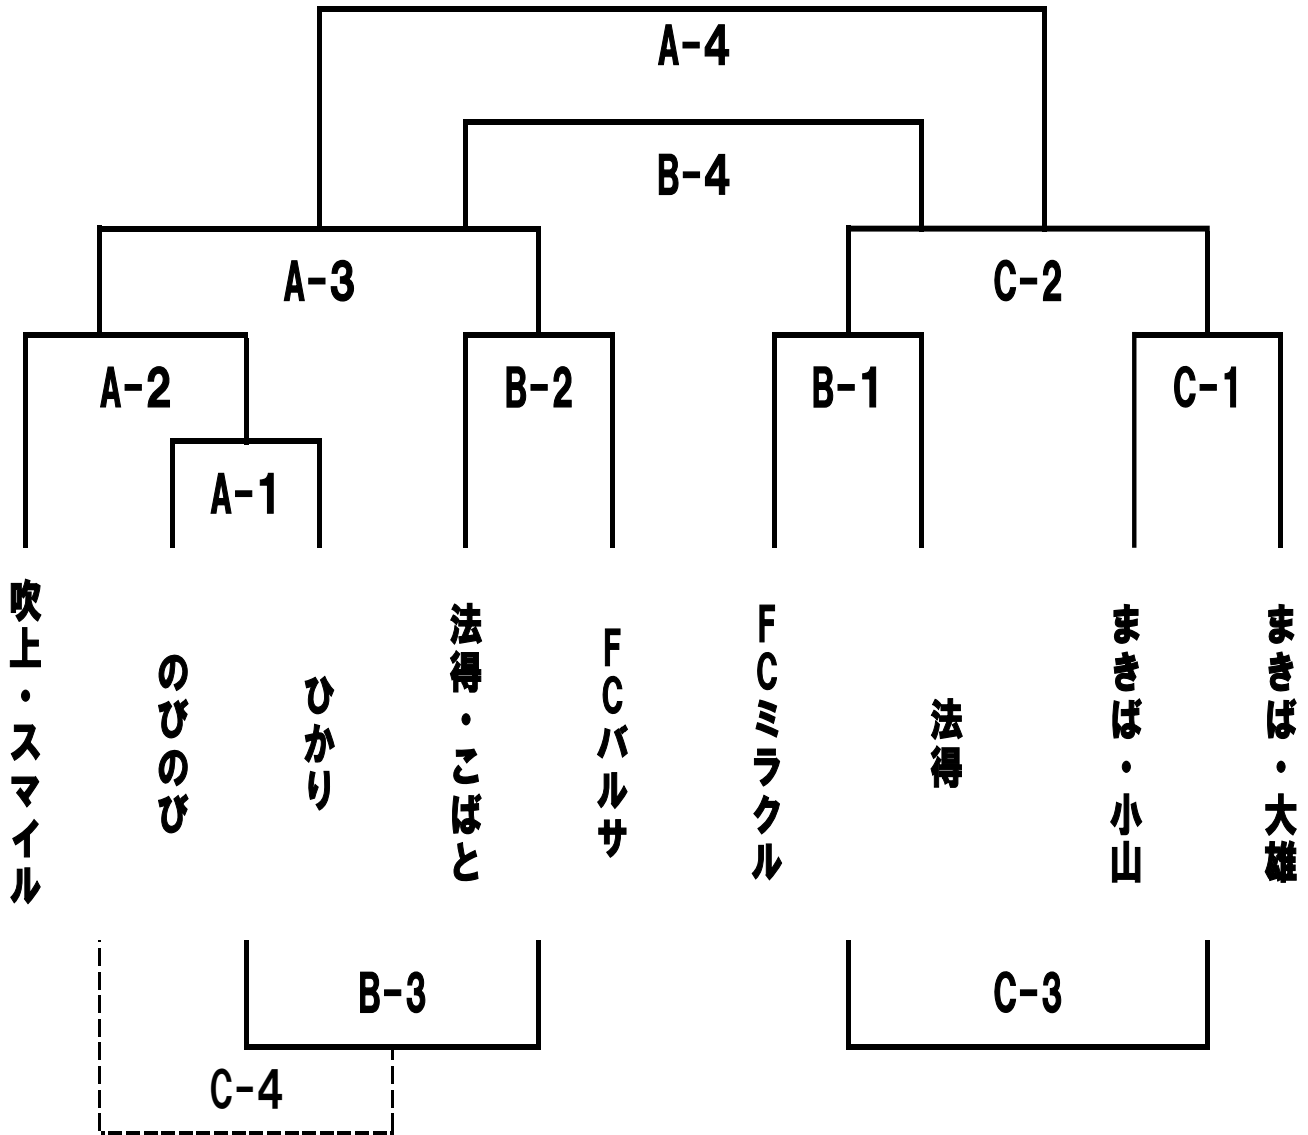 A-4
B-4
A-3
C-2
A-2
B-2
B-1
C-1
A-1
吹上・スマイル
のびのび
ひかり
法得・こばと
FCバルサ
FCミラクル
法得
まきば・小山
まきば・大雄
B-3
C-3
C-4